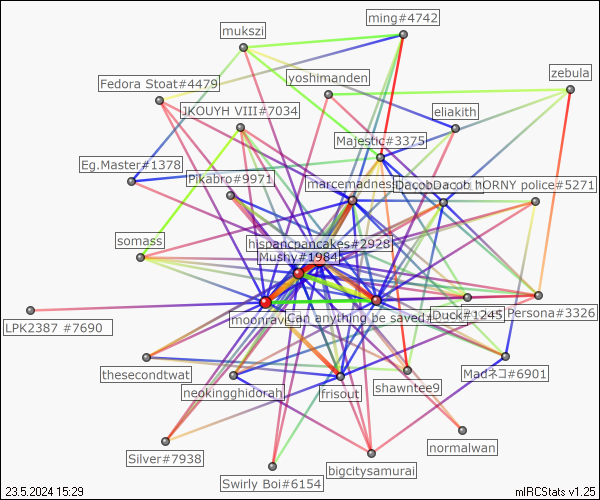 ming#4742
mukszi
zebula
yoshimanden
Fedora Stoat#4479
JKOUYH VIII#7034
eliakith
Majestic#3375
Eg.Master#1378
Pikabro#9971
marcemadness
DacobDacob
hORNY police#5271
somass
hispanicpancakes#2928
Mushy#1984
moonrav
Can anything be saved#
Duck#1245
Persona#3326
LPK2387 #7690
thesecondtwat
neokingghidorah
frisout
shawntee9
Madネコ#6901
normalwan
Silver#7938
Swirly Boi#6154
bigcitysamurai
23.5.2024 15:29
mIRCStats v1.25